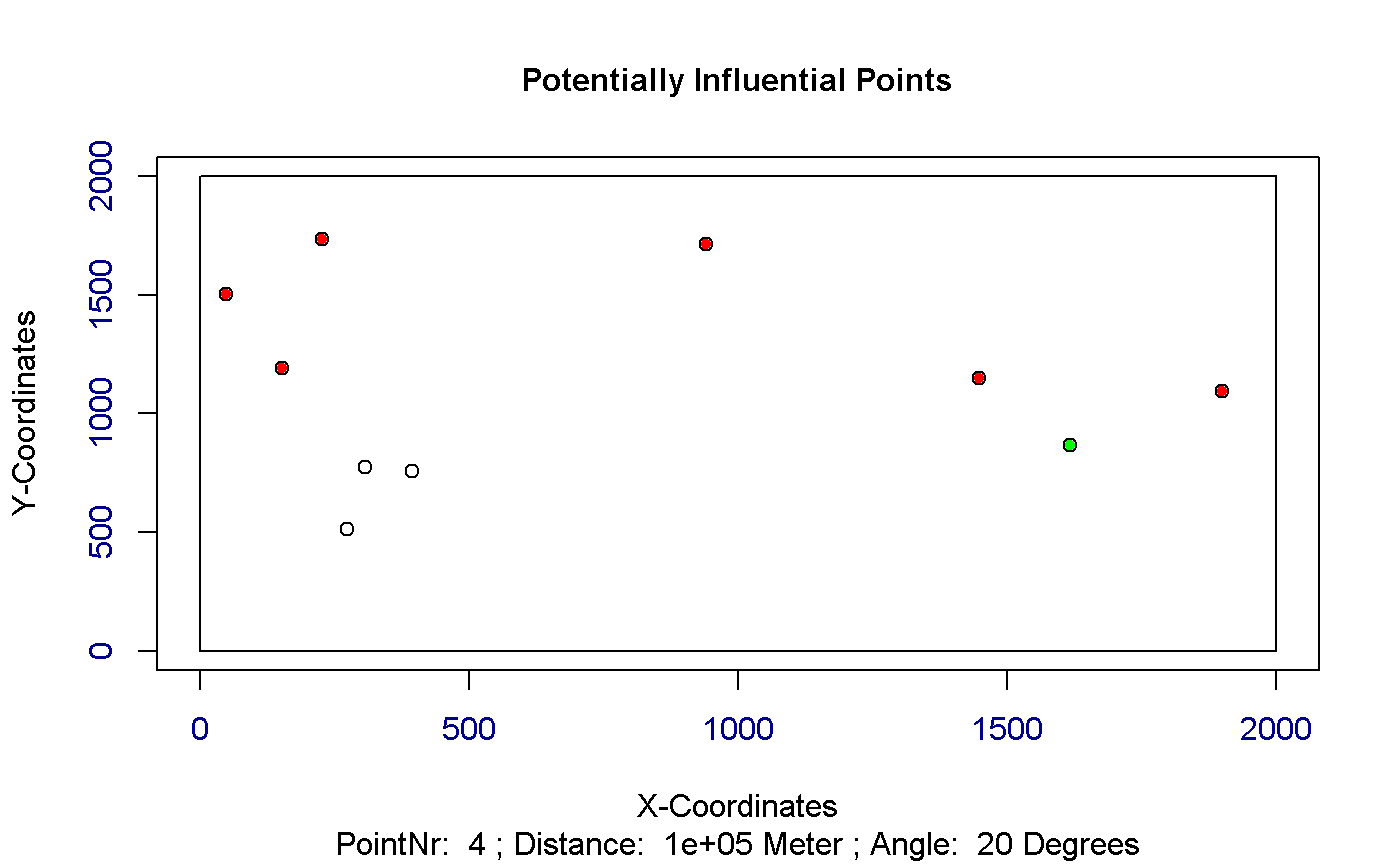 Potentially Influential Points
2000
1500
1000
500
0
Y-Coordinates
0 500 1000 1500 2000
X-Coordinates
PointNr: 4 ; Distance: 1e+05 Meter ; Angle: 20 Degrees